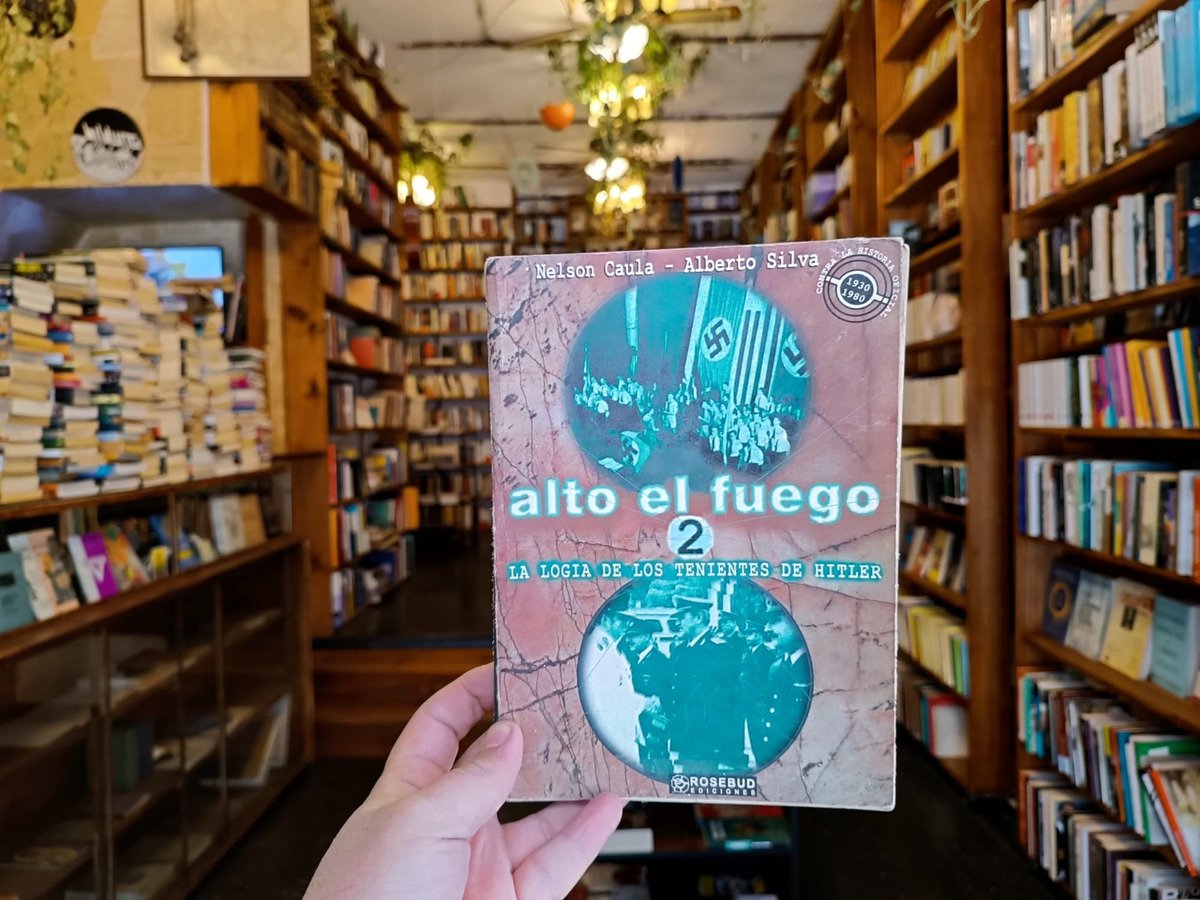 Nelson Caula - Alberto Silva
CONTRA LA HISTORIA OFICIAL
1930
1980
alto el fuego
2
LA LOGIA DE LOS TENIENTES DE HITLER
ROSEBUD
EDICIONES